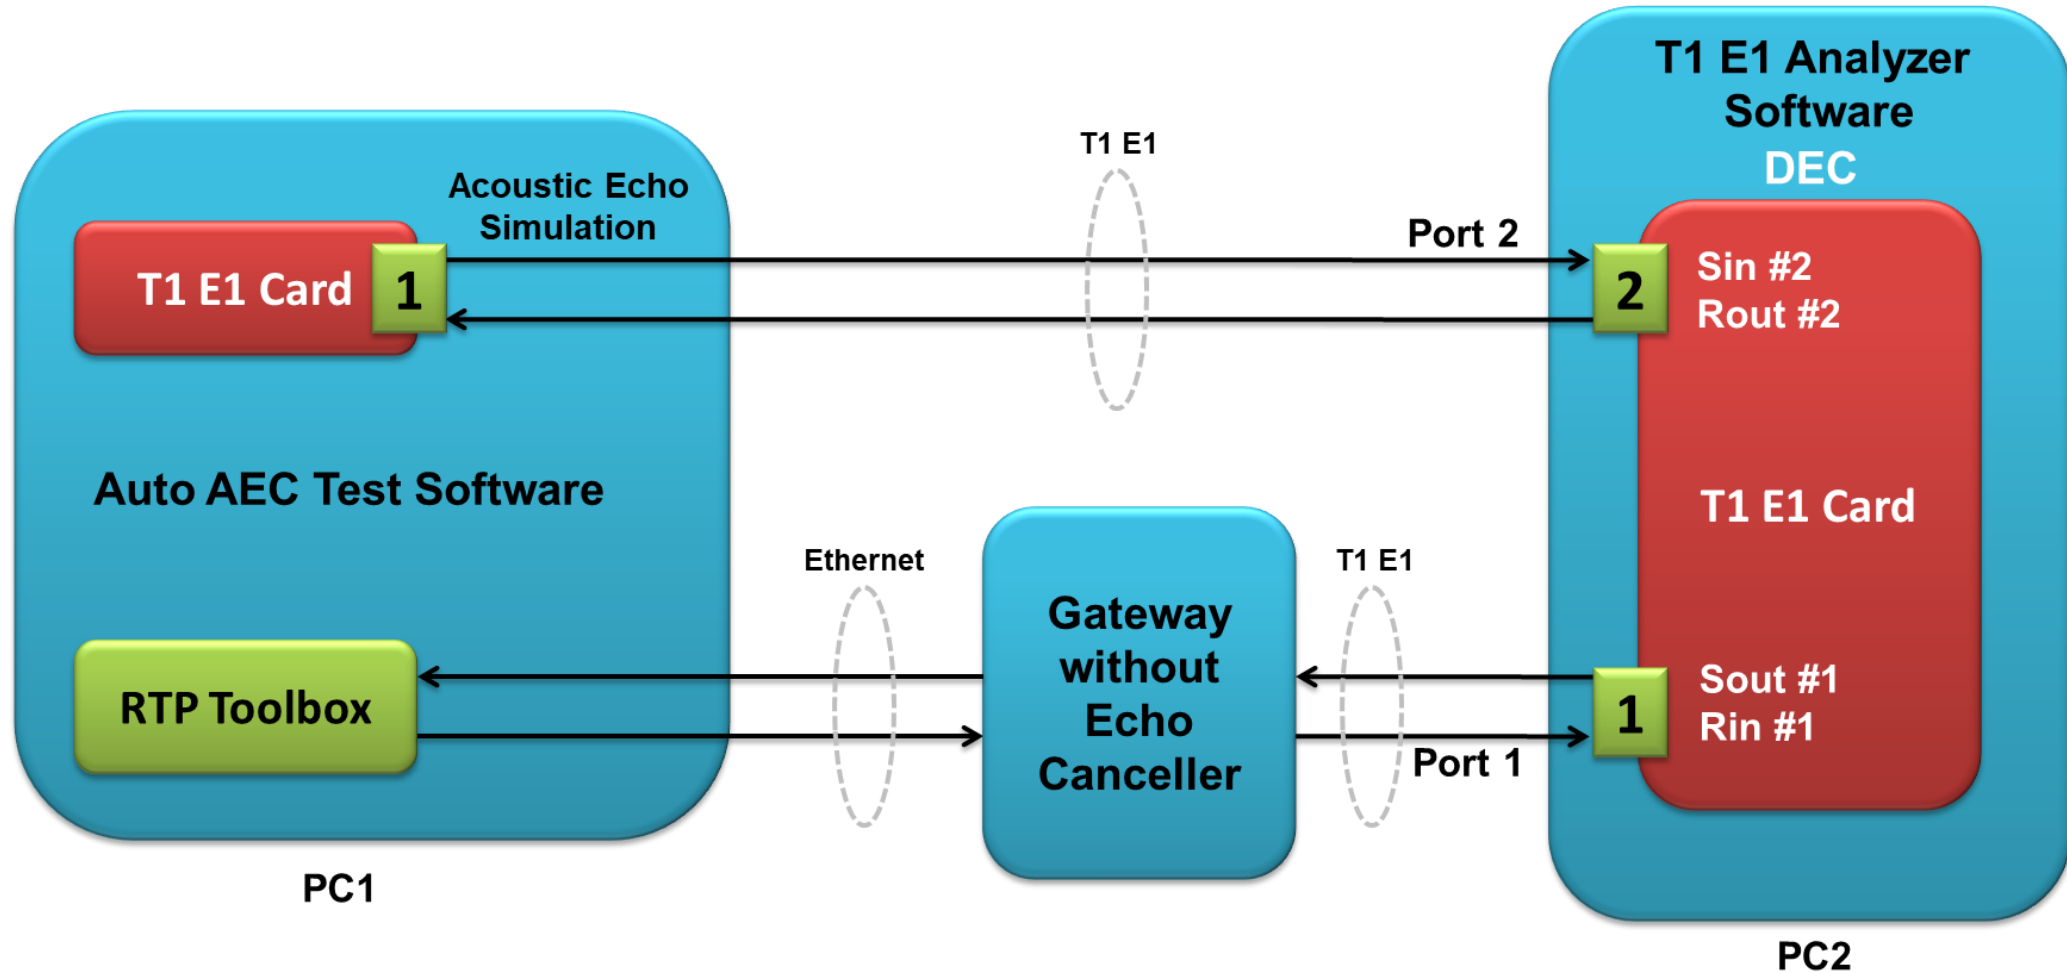 T1 E1 Analyzer
Software
DEC
T1 E1
Acoustic Echo
Simulation
Port 2
T1 E1 Card
1
2
Sin #2
Rout #2
Auto AEC Test Software
T1 E1 Card
Ethernet
T1 E1
Gateway
without
Echo
Canceller
RTP Toolbox
1
Sout #1
Rin #1
Port 1
PC1
PC2